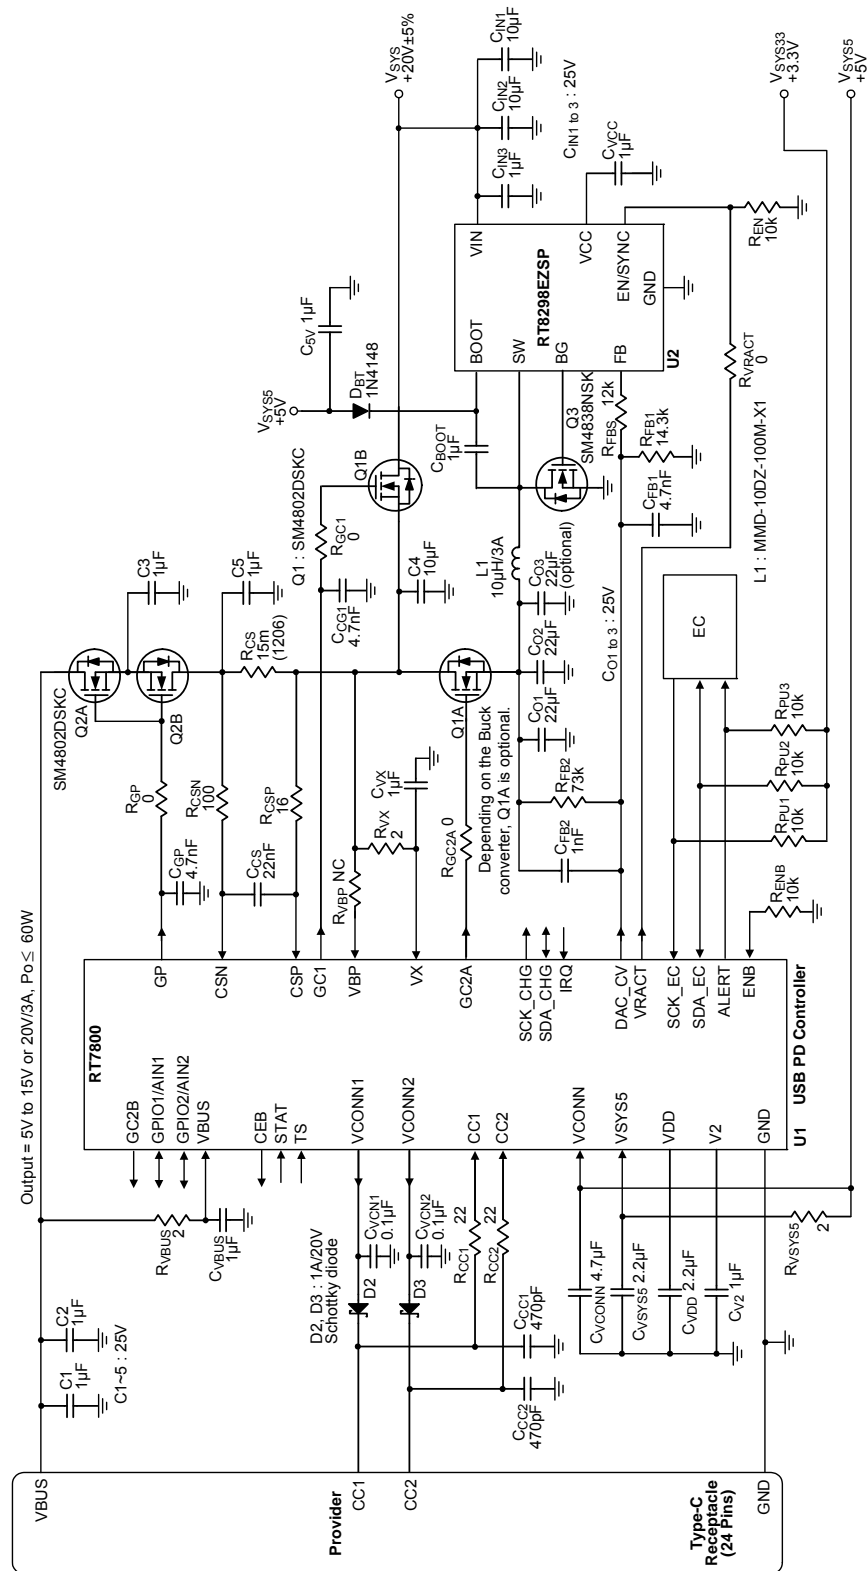 Output = 5V to 15V or 20V/3A, Po ≤ 60W
VBUS
C1
1μF
C2
1μF
C1~5 : 25V
RVBUS
2
CVBUS
1μF
Provider
CC1
CC2
Type-C
Receptacle
(24 Pins)
GND
D2, D3 : 1A/20V
Schottky diode
D2
D3
CVCN1
0.1μF
CVCN2
0.1μF
RCC1
22
RCC2
22
CCC1
470pF
CCC2
470pF
CVCONN 4.7μF
CVSYS5 2.2μF
CVDD 2.2μF
CV2 1μF
RVSYS5
2
RT7800
GC2B
GPIO1/AIN1
GPIO2/AIN2
VBUS
CEB
STAT
TS
VCONN1
VCONN2
CC1
CC2
VCONN
VSYS5
VDD
V2
GND
U1
USB PD Controller
GP
CSN
CSP
GC1
VBP
VX
GC2A
SCK_CHG
SDA_CHG
IRQ
DAC_CV
VRACT
SCK_EC
SDA_EC
ALERT
ENB
SM4802DSKC
Q2A
Q2B
C3
1μF
RGP
0
CGP
4.7nF
C5
1μF
RCS
15m
(1206)
RCSN
100
RCSP
16
CCS
22nF
RVBP NC
RVX
2
CVX
1μF
Q1 : SM4802DSKC
RGC1
0
CCG1
4.7nF
C4
10μF
Q1B
Q1A
RGC2A 0
Depending on the Buck
converter, Q1A is optional.
CFB2
1nF
RFB2
73k
CO1
22μF
CO2
22μF
CO3
22μF
(optional)
CO1 to 3 : 25V
L1
10μH/3A
VSYS5
+5V
C5V 1μF
DBT
1N4148
CBOOT
1μF
Q3
SM4838NSK
RFBS
12k
RFB1
14.3k
CFB1
4.7nF
L1 : MMD-10DZ-100M-X1
BOOT
SW
BG
FB
RT8298EZSP
U2
VIN
VCC
EN/SYNC
GND
VSYS
+20V±5%
CIN1
10μF
CIN2
10μF
CIN3
1μF
CIN1 to 3 : 25V
CVCC
1μF
REN
10k
RVRACT
0
EC
RPU1
10k
RPU2
10k
RPU3
10k
RENB
10k
VSYS33
+3.3V
VSYS5
+5V